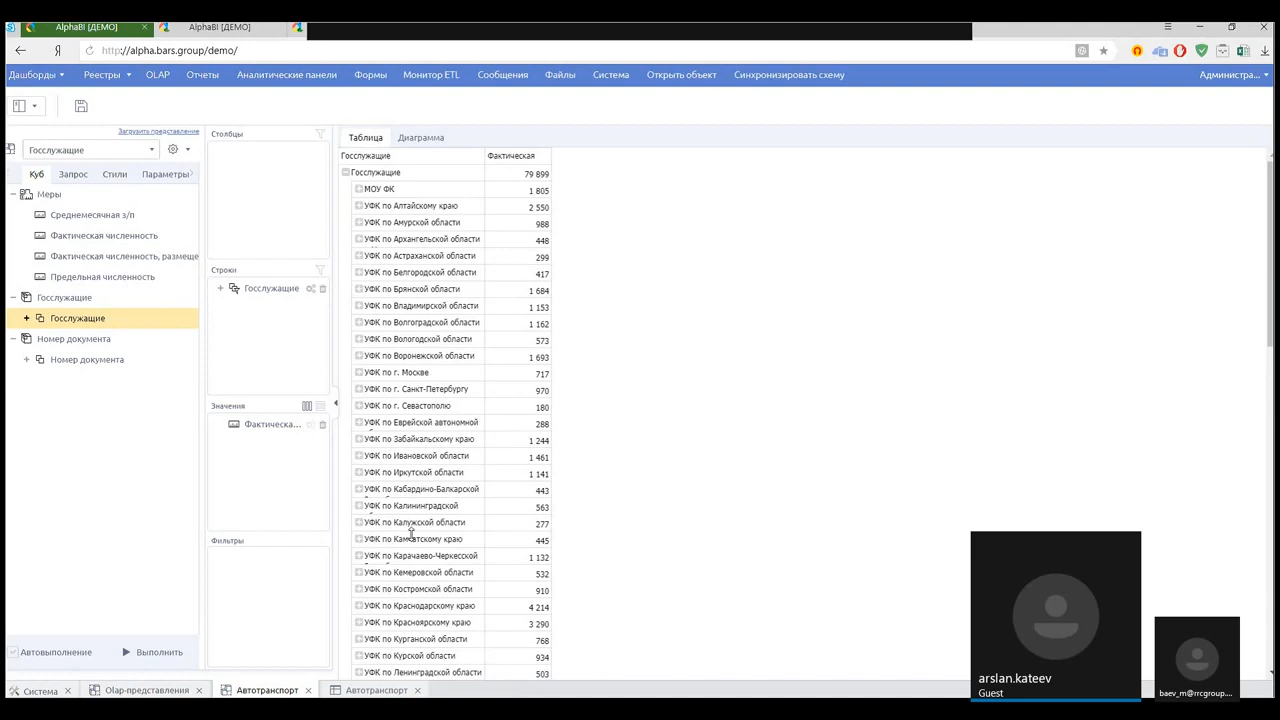 AlphaBI [ДЕМО]
AlphaBI [ДЕМО]
http://alpha.bars.group/demo/
Дашборды
Реестры
OLAP
Отчеты
Аналитические панели
Формы
Монитор ETL
Сообщения
Файлы
Система
Открыть объект
Синхронизировать схему
Администра...
Загрузить представление
Госслужащие
Куб
Запрос
Стили
Параметры
Меры
Среднемесячная з/п
Фактическая численность
Фактическая численность, размеще
Предельная численность
Госслужащие
Госслужащие
Номер документа
Номер документа
Автовыполнение
Выполнить
Столбцы
Строки
Госслужащие
Значения
Фактическа...
Фильтры
Таблица
Диаграмма
Госслужащие Фактическая
Госслужащие 79 899
МОУ ФК 1 805
УФК по Алтайскому краю 2 550
УФК по Амурской области 988
УФК по Архангельской области 448
УФК по Астраханской области 299
УФК по Белгородской области 417
УФК по Брянской области 1 684
УФК по Владимирской области 1 153
УФК по Волгоградской области 1 162
УФК по Вологодской области 573
УФК по Воронежской области 1 693
УФК по г. Москве 717
УФК по г. Санкт-Петербургу 970
УФК по г. Севастополю 180
УФК по Еврейской автономной 288
УФК по Забайкальскому краю 1 244
УФК по Ивановской области 1 461
УФК по Иркутской области 1 141
УФК по Кабардино-Балкарской 443
УФК по Калининградской 563
УФК по Калужской области 277
УФК по Камчатскому краю 445
УФК по Карачаево-Черкесской 1 132
УФК по Кемеровской области 532
УФК по Костромской области 910
УФК по Краснодарскому краю 4 214
УФК по Красноярскому краю 3 290
УФК по Курганской области 768
УФК по Курской области 934
УФК по Ленинградской области 503
Система
Olap-представления
Автотранспорт
Автотранспорт
arslan.kateev
Guest
baev_m@rrcgroup....